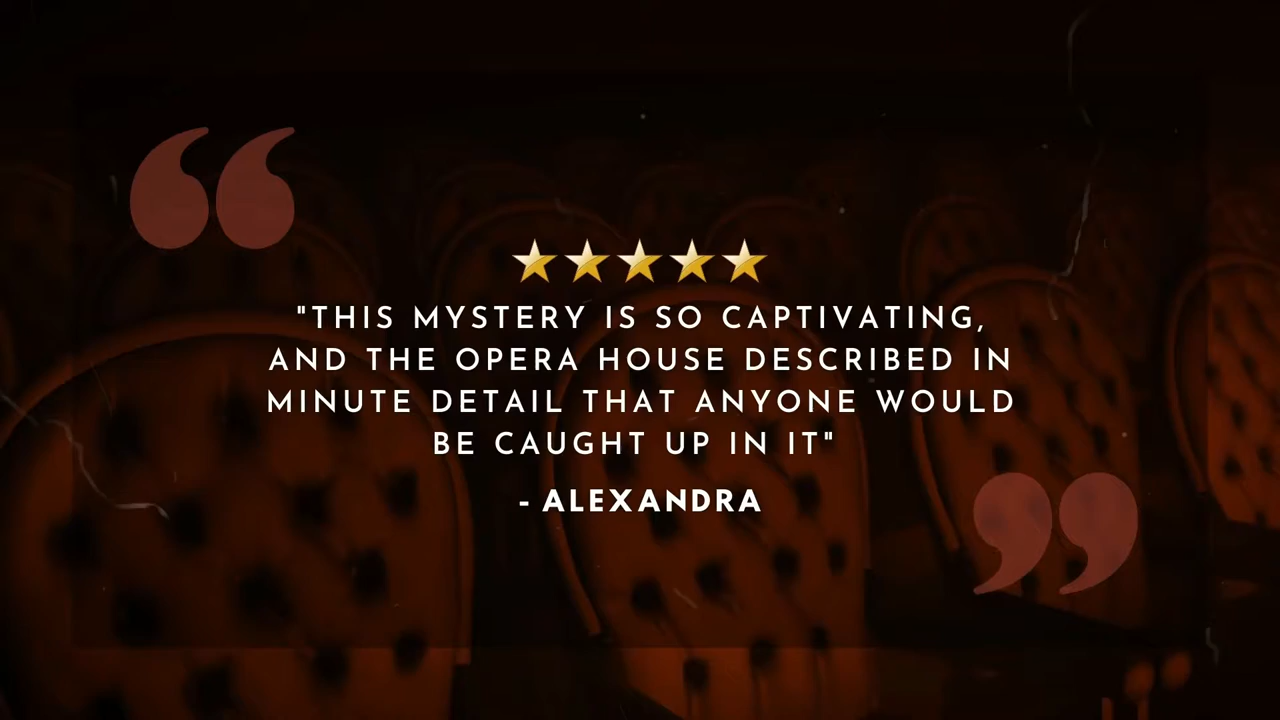 "THIS MYSTERY IS SO CAPTIVATING,
AND THE OPERA HOUSE DESCRIBED IN
MINUTE DETAIL THAT ANYONE WOULD
BE CAUGHT UP IN IT"
- ALEXANDRA